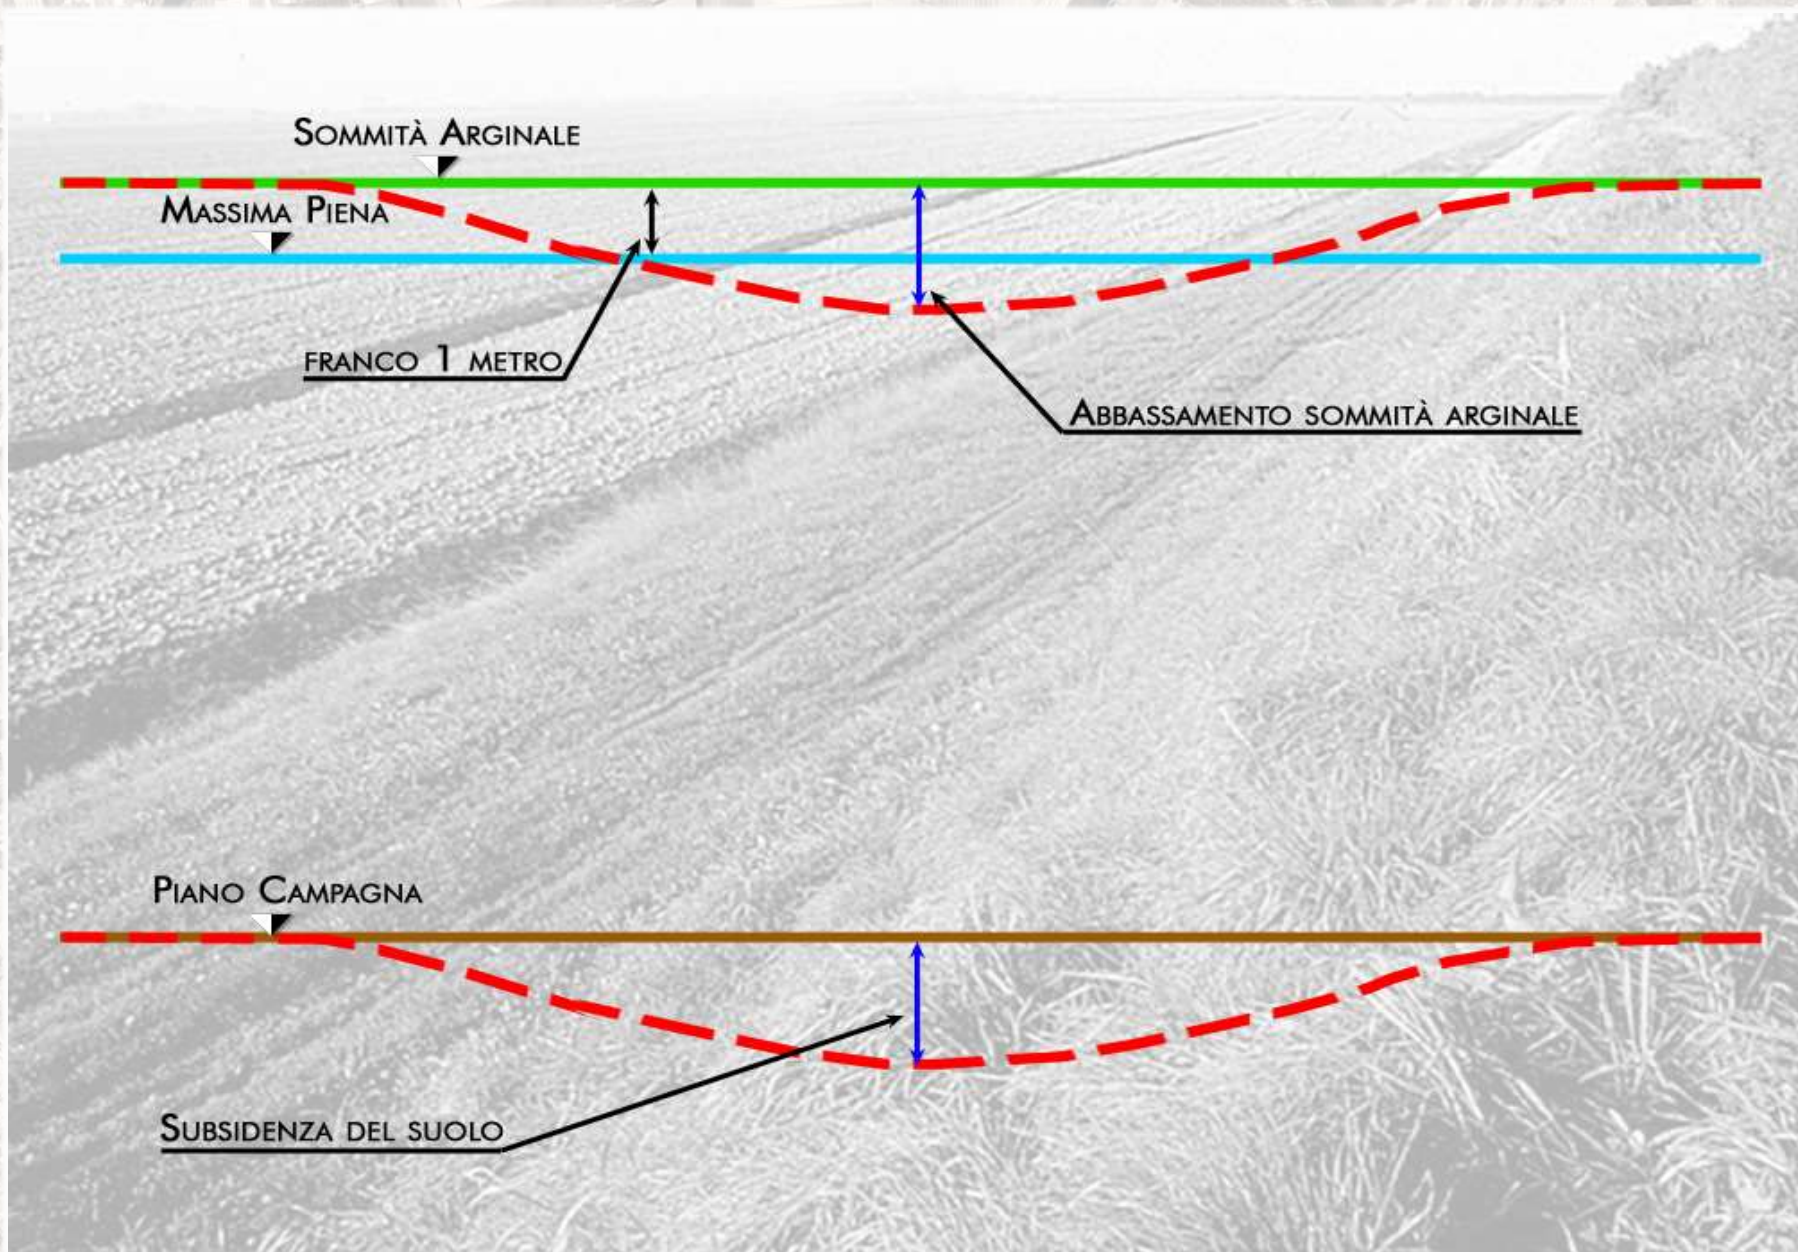 Sommità Arginale
Massima Piena
franco 1 metro
Abbassamento sommità arginale
Piano Campagna
Subsidenza del suolo